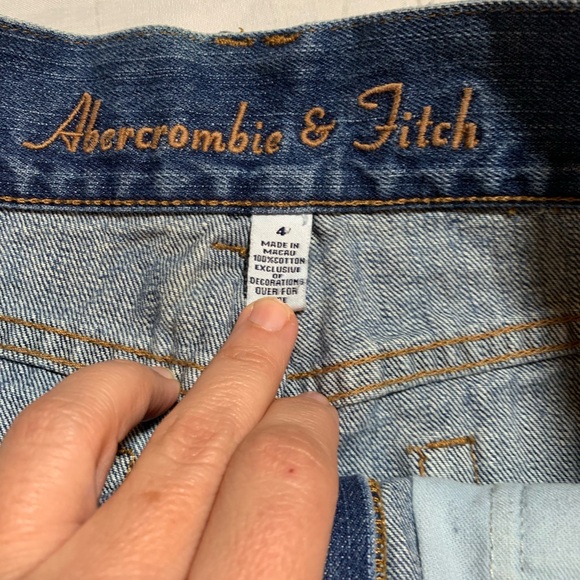 Abercrombie & Fitch
4
MADE IN
MACAU
100%COTTON
EXCLUSIVE
OF
DECORATIONS
OVER FOR